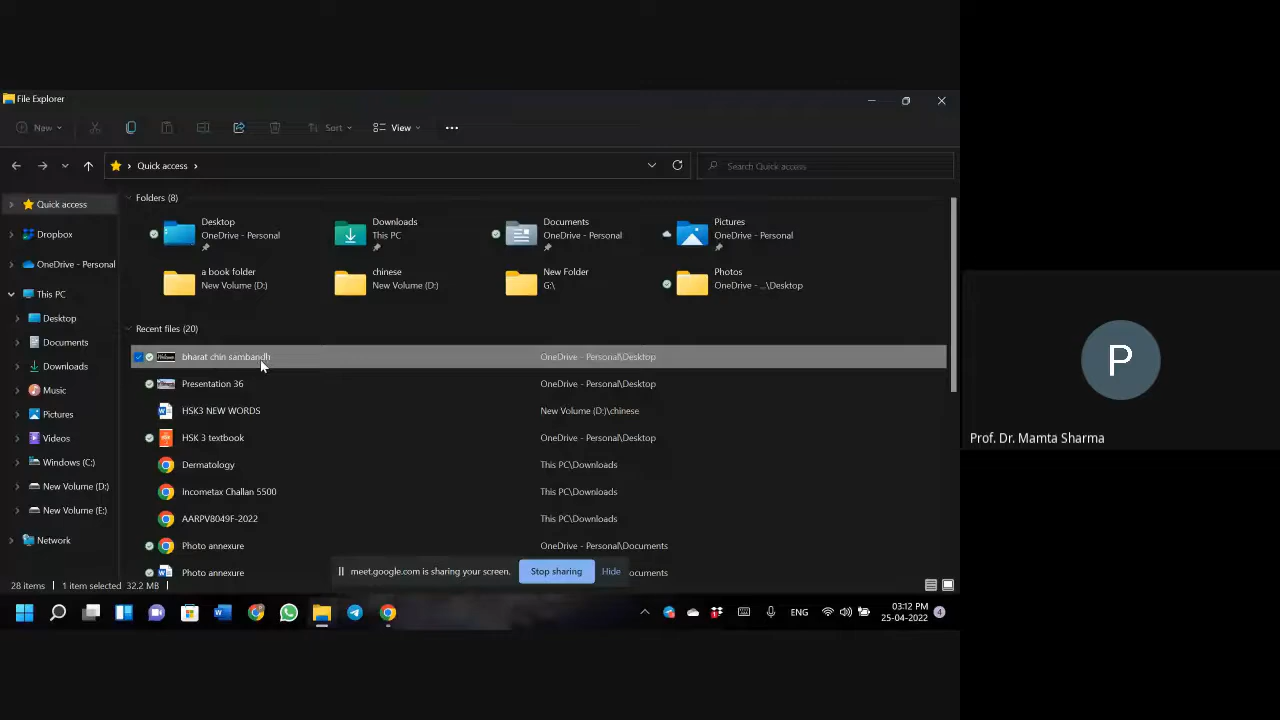 File Explorer
New
Sort
View
Quick access
Search Quick access
Quick access
Dropbox
OneDrive - Personal
This PC
Desktop
Documents
Downloads
Music
Pictures
Videos
Windows (C:)
New Volume (D:)
New Volume (E:)
Network
Folders (8)
Desktop
OneDrive - Personal
Downloads
This PC
Documents
OneDrive - Personal
Pictures
OneDrive - Personal
a book folder
New Volume (D:)
chinese
New Volume (D:)
New Folder
G:\
Photos
OneDrive - ...\Desktop
Recent files (20)
bharat chin sambandh OneDrive - Personal\Desktop
Presentation 36 OneDrive - Personal\Desktop
HSK3 NEW WORDS New Volume (D:)\chinese
HSK 3 textbook OneDrive - Personal\Desktop
Dermatology This PC\Downloads
Incometax Challan 5500 This PC\Downloads
AARPV8049F-2022 This PC\Downloads
Photo annexure OneDrive - Personal\Documents
Photo annexure ocuments
meet.google.com is sharing your screen. Stop sharing Hide
28 items 1 item selected 32.2 MB
ENG
03:12 PM
25-04-2022
4
P
Prof. Dr. Mamta Sharma